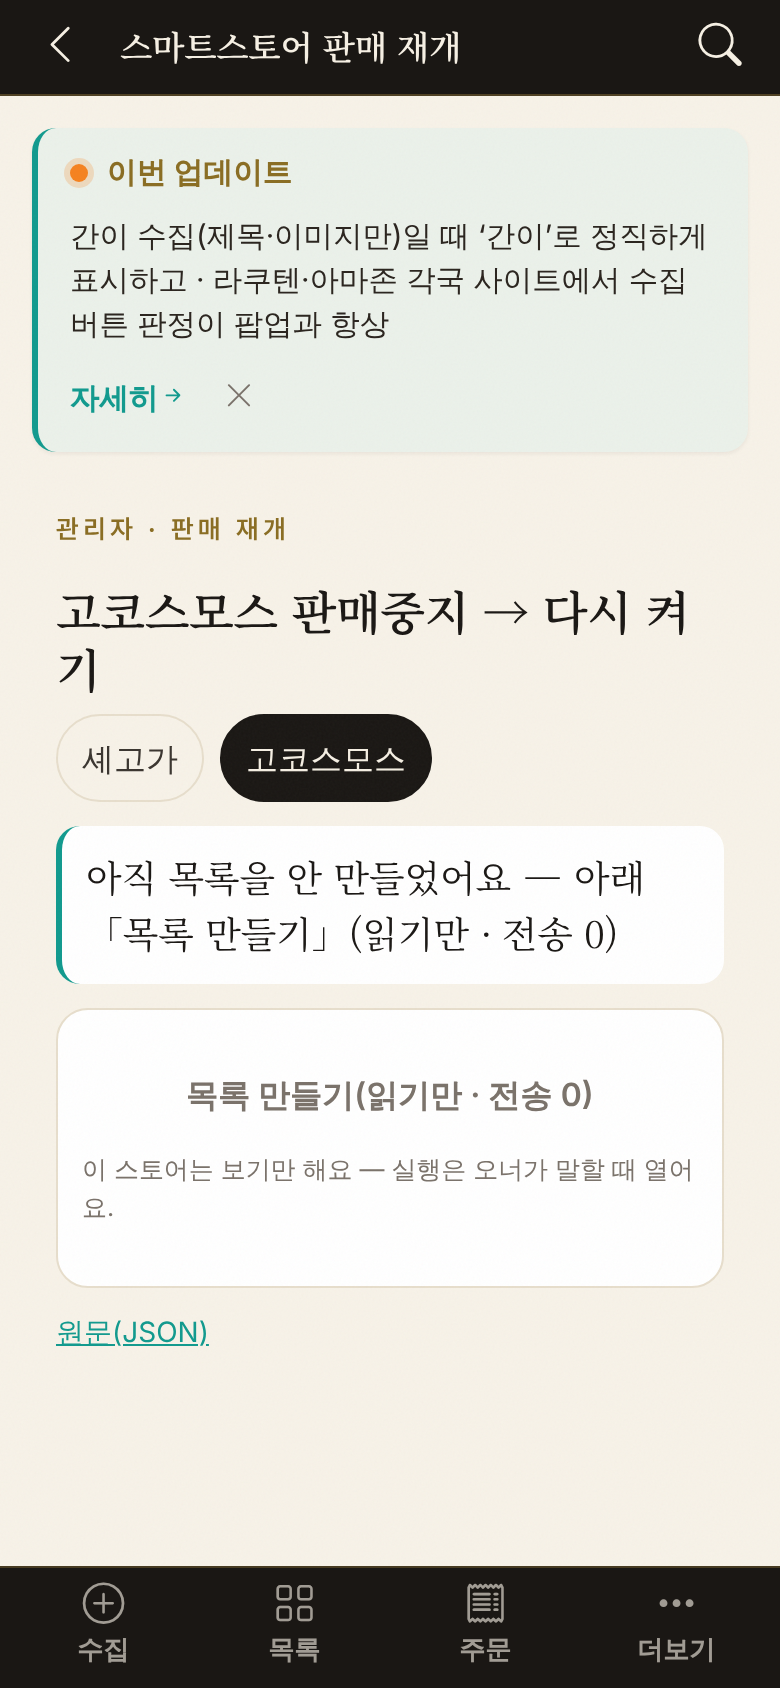 스마트스토어 판매 재개
이번 업데이트
간이 수집(제목·이미지만)일 때 ‘간이’로 정직하게
표시하고 · 라쿠텐·아마존 각국 사이트에서 수집
버튼 판정이 팝업과 항상
자세히 →
관리자 · 판매 재개
고코스모스 판매중지 → 다시 켜
기
셰고가 고코스모스
아직 목록을 안 만들었어요 — 아래
「목록 만들기」(읽기만 · 전송 0)
목록 만들기(읽기만 · 전송 0)
이 스토어는 보기만 해요 — 실행은 오너가 말할 때 열어
요.
원문(JSON)
수집 목록 주문 더보기